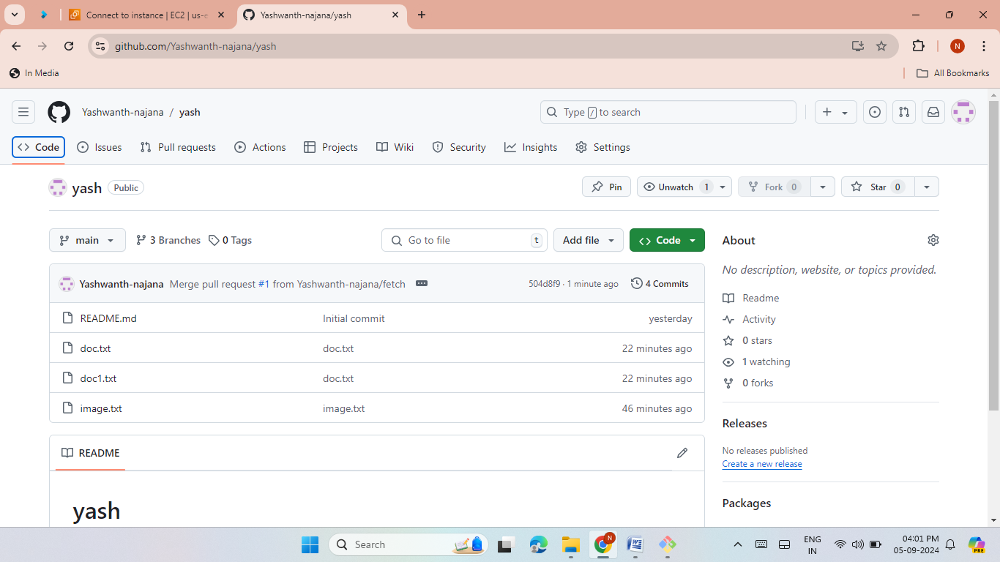 Connect to instance | EC2 | us-e
Yashwanth-najana/yash
github.com/Yashwanth-najana/yash
N
In Media
All Bookmarks
Yashwanth-najana / yash
Type / to search
Code
Issues
Pull requests
Actions
Projects
Wiki
Security
Insights
Settings
yash Public
Pin
Unwatch 1
Fork 0
Star 0
main
3 Branches
0 Tags
Go to file t
Add file
Code
Yashwanth-najana Merge pull request #1 from Yashwanth-najana/fetch 504d8f9 · 1 minute ago 4 Commits
README.md Initial commit yesterday
doc.txt doc.txt 22 minutes ago
doc1.txt doc.txt 22 minutes ago
image.txt image.txt 46 minutes ago
README
yash
About
No description, website, or topics provided.
Readme
Activity
0 stars
1 watching
0 forks
Releases
No releases published
Create a new release
Packages
Search
N
ENG
IN
04:01 PM
05-09-2024
PRE